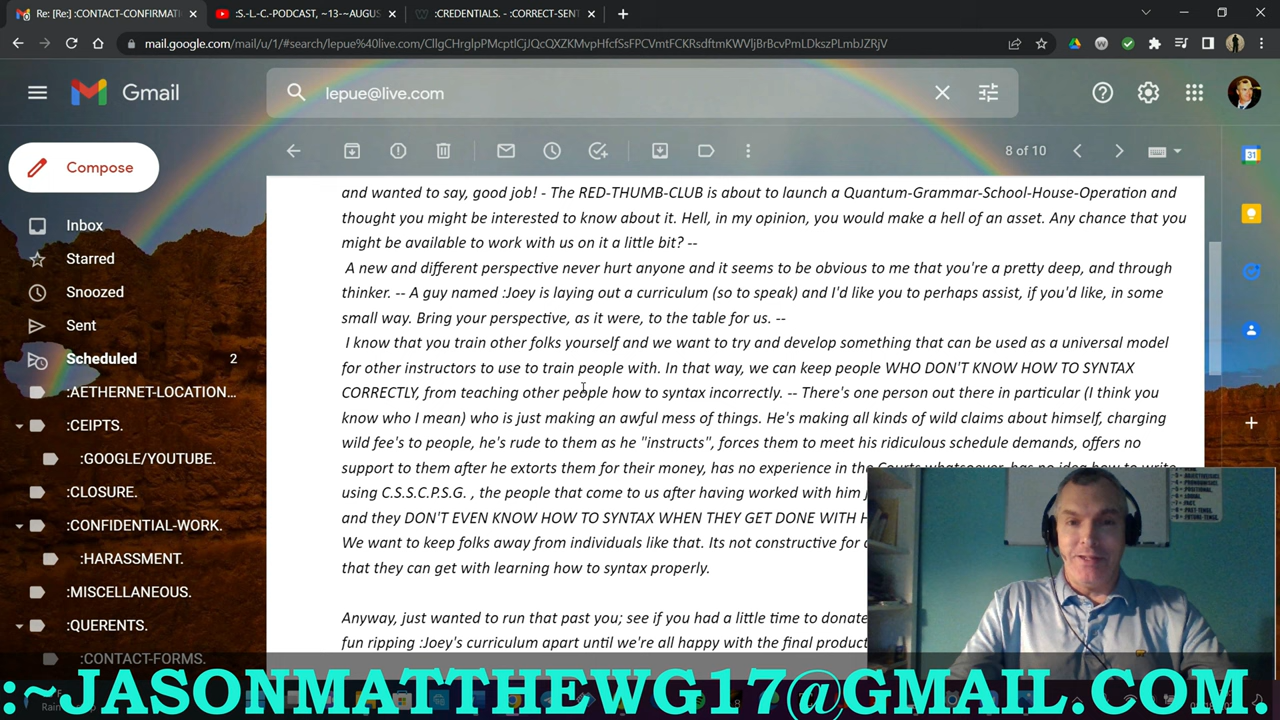 Re: [Re:] :CONTACT-CONFIRMATI
:S.-L.-C.-PODCAST, ~13-~AUGUS
:CREDENTIALS. - :CORRECT-SENT
mail.google.com/mail/u/1/#search/lepue%40live.com/
Gmail
lepue@live.com
Compose
8 of 10
31
Inbox
Starred
Snoozed
Sent
Scheduled 2
:AETHERNET-LOCATION...
:CEIPTS.
:GOOGLE/YOUTUBE.
:CLOSURE.
:CONFIDENTIAL-WORK.
:HARASSMENT.
:MISCELLANEOUS.
:QUERENTS.
:CONTACT-FORMS.
and wanted to say, good job! - The RED-THUMB-CLUB is about to launch a Quantum-Grammar-School-House-Operation and
thought you might be interested to know about it. Hell, in my opinion, you would make a hell of an asset. Any chance that you
might be available to work with us on it a little bit? --
A new and different perspective never hurt anyone and it seems to be obvious to me that you're a pretty deep, and through
thinker. -- A guy named :Joey is laying out a curriculum (so to speak) and I'd like you to perhaps assist, if you'd like, in some
small way. Bring your perspective, as it were, to the table for us. --
I know that you train other folks yourself and we want to try and develop something that can be used as a universal model
for other instructors to use to train people with. In that way, we can keep people WHO DON'T KNOW HOW TO SYNTAX
CORRECTLY, from teaching other people how to syntax incorrectly. -- There's one person out there in particular (I think you
know who I mean) who is just making an awful mess of things. He's making all kinds of wild claims about himself, charging
wild fee's to people, he's rude to them as he "instructs", forces them to meet his ridiculous schedule demands, offers no
support to them after he extorts them for their money, has no experience in the Courts whatsoever, has no idea how to write
using C.S.S.C.P.S.G. , the people that come to us after having worked with him
and they DON'T EVEN KNOW HOW TO SYNTAX WHEN THEY GET DONE WITH
We want to keep folks away from individuals like that. Its not constructive for
that they can get with learning how to syntax properly.
Anyway, just wanted to run that past you; see if you had a little time to donate
fun ripping :Joey's curriculum apart until we're all happy with the final product
:~JASONMATTHEWG17@GMAIL.COM.